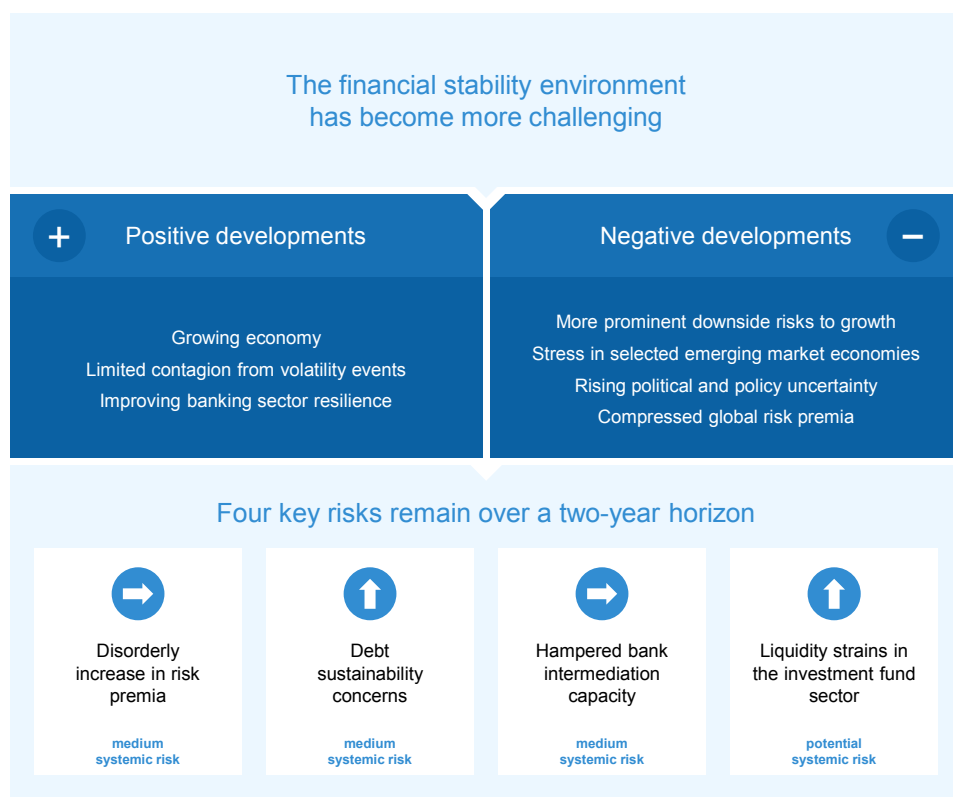 The financial stability environment
has become more challenging
+
Positive developments
Growing economy
Limited contagion from volatility events
Improving banking sector resilience
Negative developments
−
More prominent downside risks to growth
Stress in selected emerging market economies
Rising political and policy uncertainty
Compressed global risk premia
Four key risks remain over a two-year horizon
Disorderly
increase in risk
premia
medium
systemic risk
Debt
sustainability
concerns
medium
systemic risk
Hampered bank
intermediation
capacity
medium
systemic risk
Liquidity strains in
the investment fund
sector
potential
systemic risk